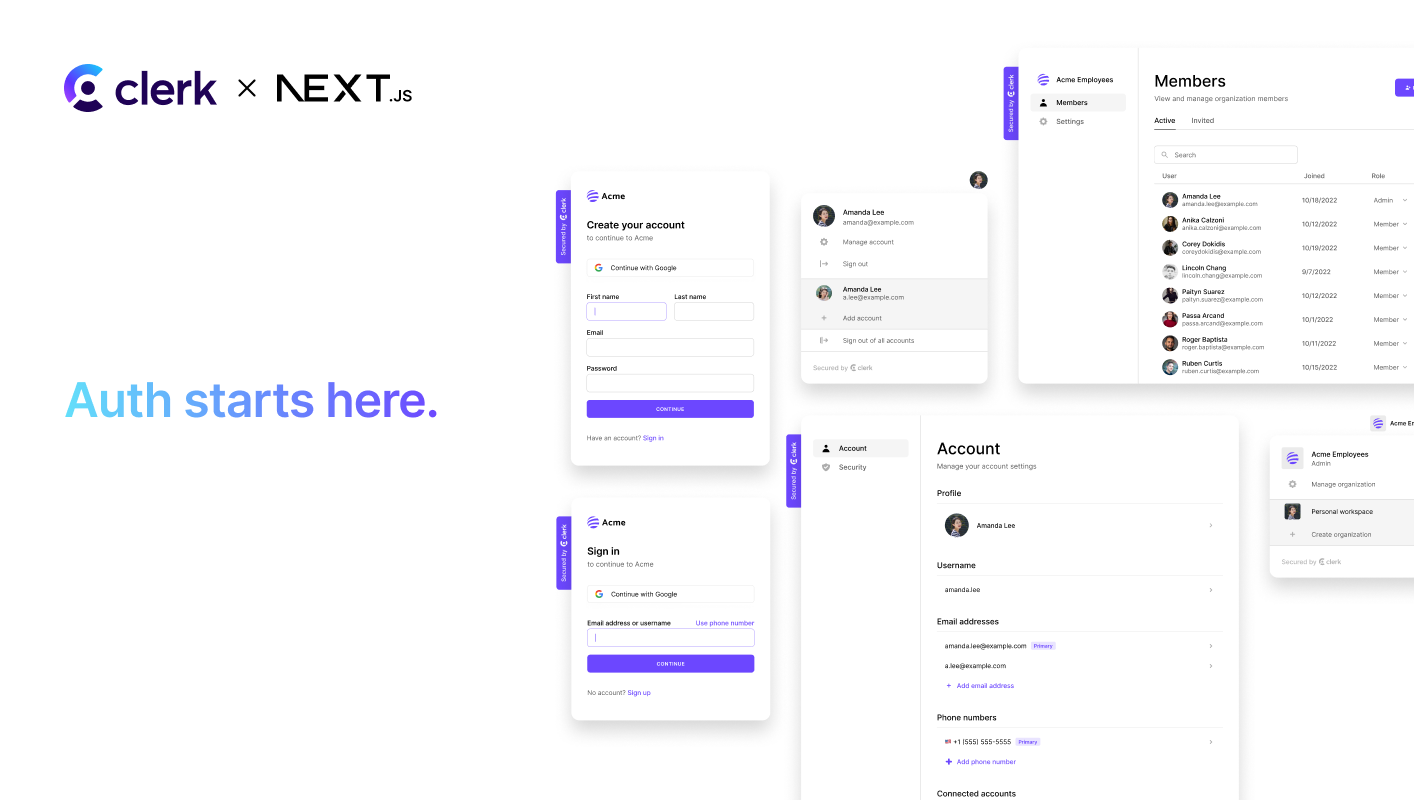 clerk × NEXT.JS
Auth starts here.
Secured by clerk
Acme
Create your account
to continue to Acme
Continue with Google
First name Last name
Email
Password
CONTINUE
Have an account? Sign in
Secured by clerk
Acme
Sign in
to continue to Acme
Continue with Google
Email address or username Use phone number
CONTINUE
No account? Sign up
Amanda Lee
amanda@example.com
Manage account
Sign out
Amanda Lee
a.lee@example.com
Add account
Sign out of all accounts
Secured by clerk
Secured by clerk
Acme Employees
Members
Settings
Members
View and manage organization members
Active Invited
Search
User Joined Role
Amanda Lee
amanda.lee@example.com 10/18/2022 Admin
Anika Calzoni
anika.calzoni@example.com 10/12/2022 Member
Corey Dokidis
coreydokidis@example.com 10/19/2022 Member
Lincoln Chang
lincoln.chang@example.com 9/7/2022 Member
Paityn Suarez
paityn.suarez@example.com 10/12/2022 Member
Passa Arcand
passa.arcand@example.com 10/1/2022 Member
Roger Baptista
roger.baptista@example.com 10/11/2022 Member
Ruben Curtis
ruben.curtis@example.com 10/15/2022 Member
Secured by clerk
Account
Security
Account
Manage your account settings
Profile
Amanda Lee
Username
amanda.lee
Email addresses
amanda.lee@example.com Primary
a.lee@example.com
+ Add email address
Phone numbers
+1 (555) 555-5555 Primary
+ Add phone number
Connected accounts
Acme Er
Acme Employees
Admin
Manage organization
Personal workspace
Create organization
Secured by clerk